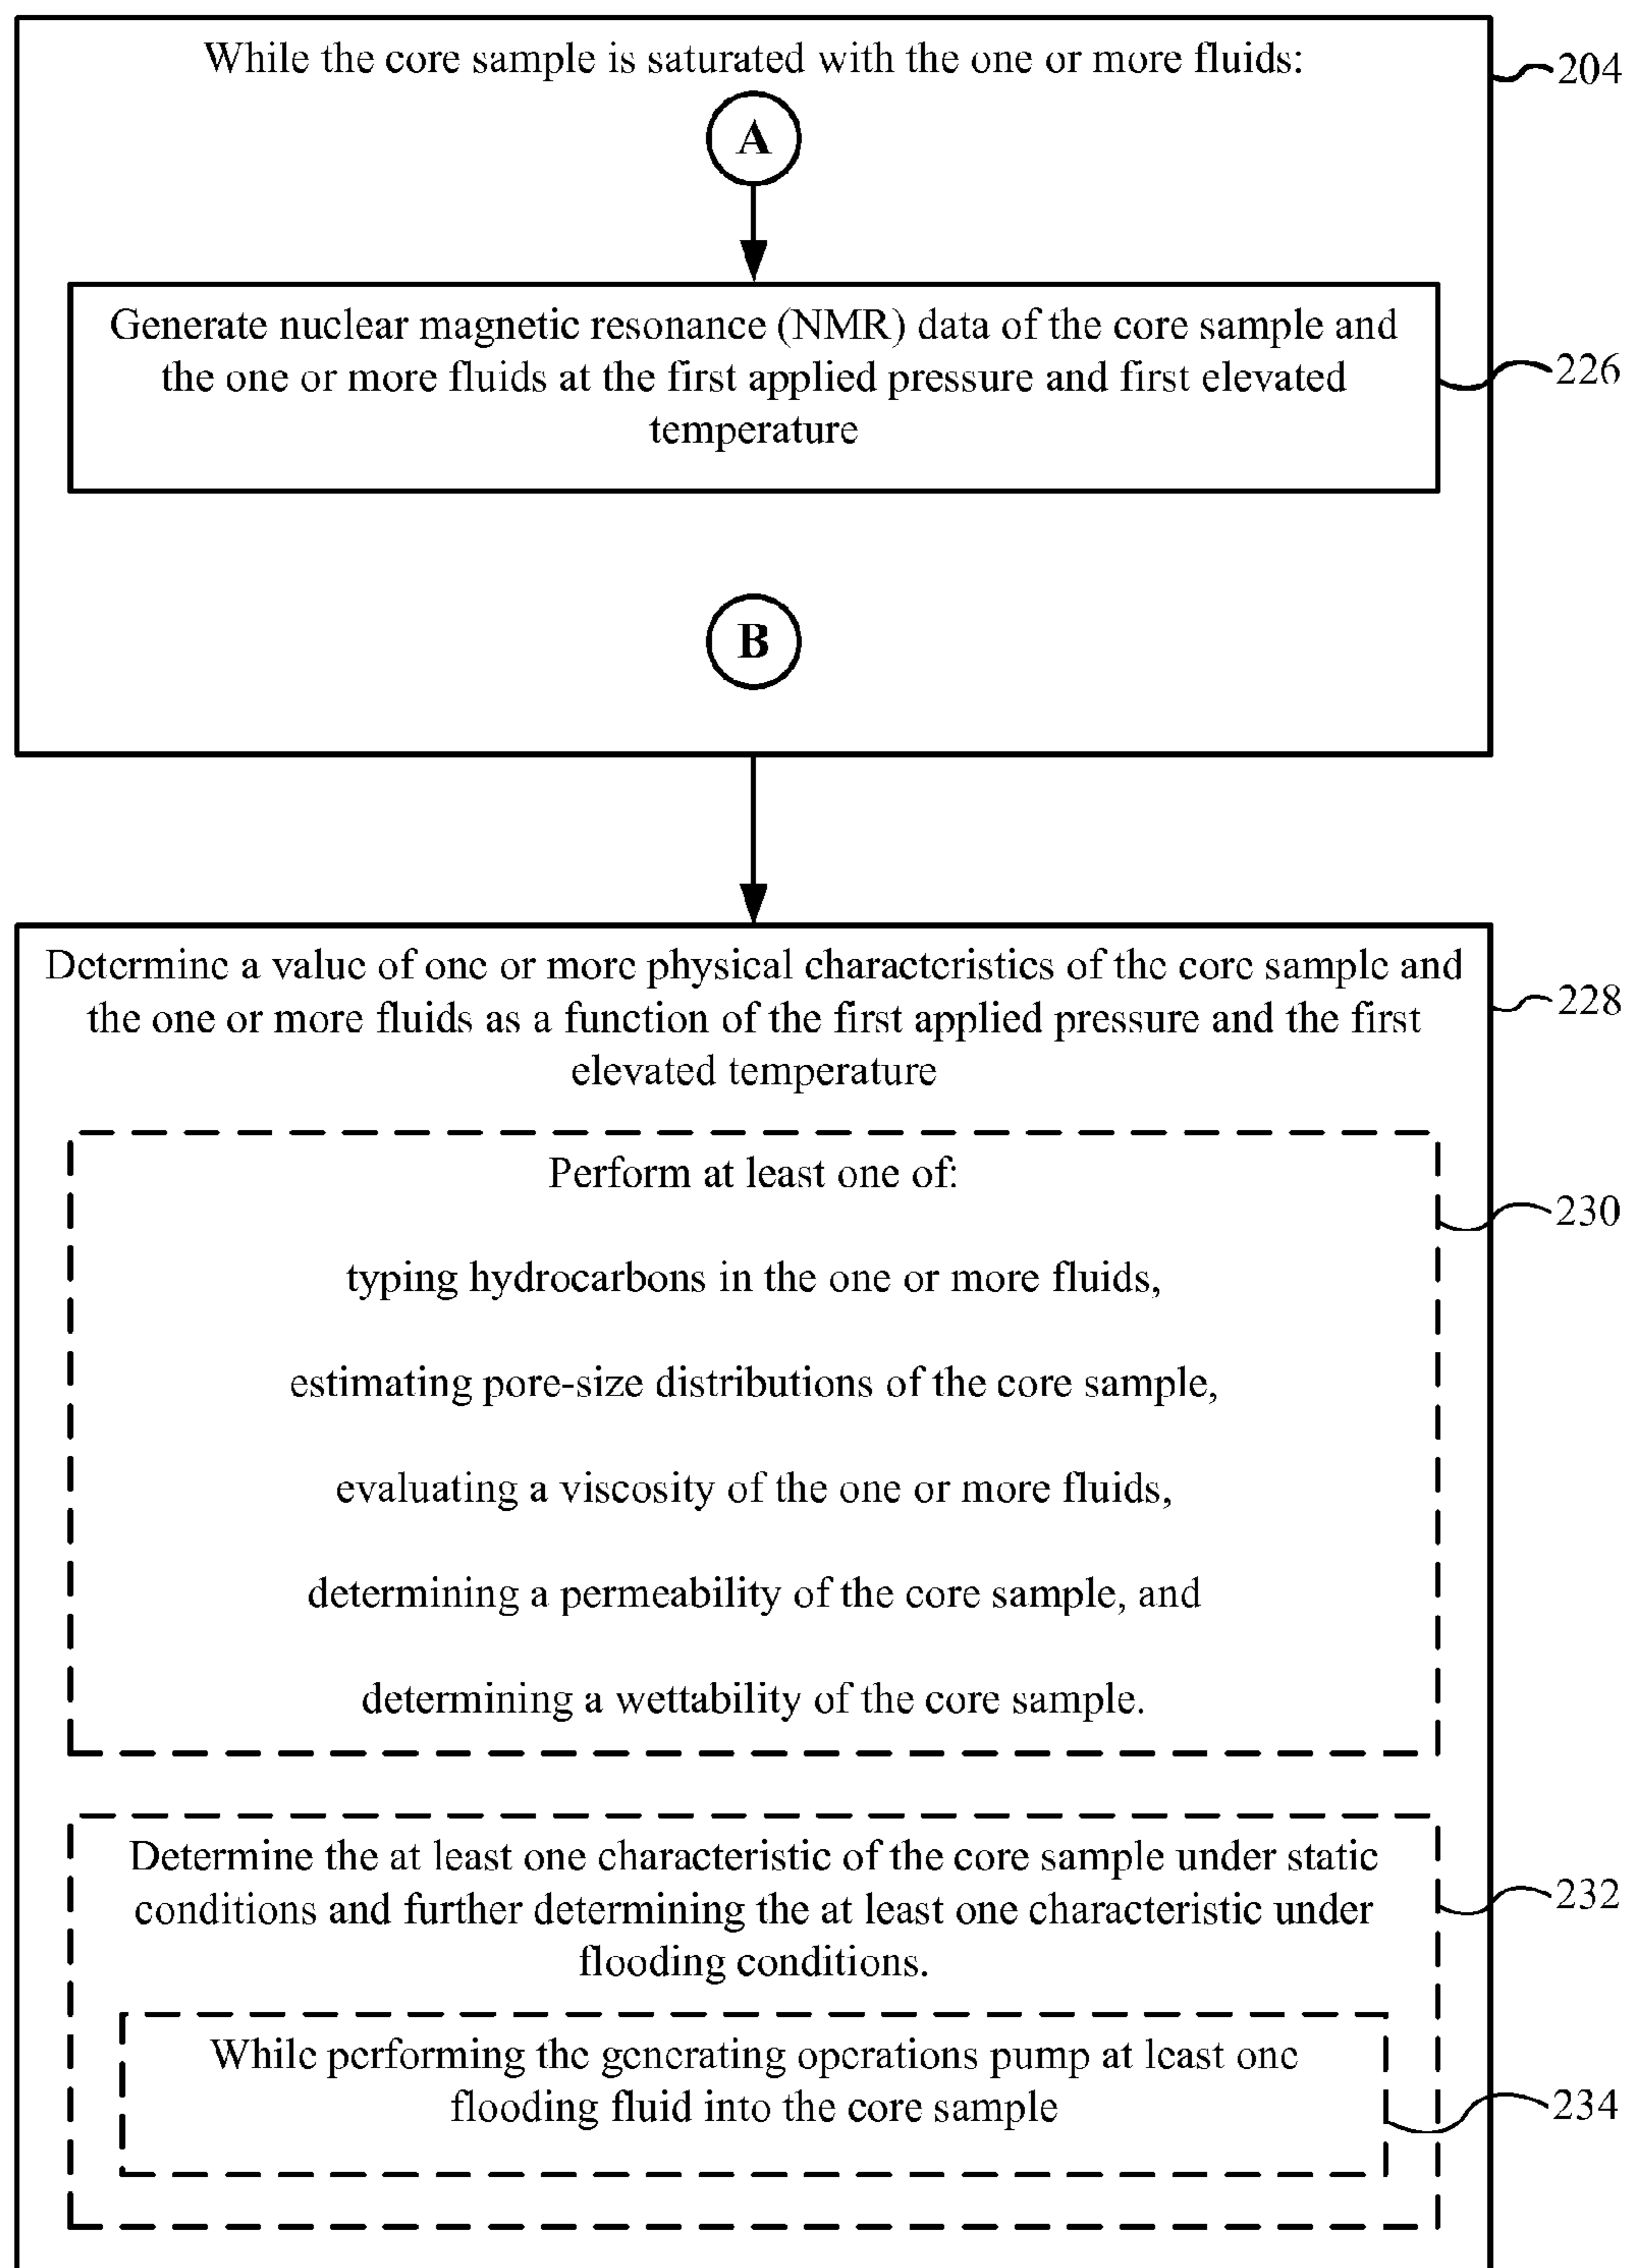 While the core sample is saturated with the one or more fluids:
204
A
Generate nuclear magnetic resonance (NMR) data of the core sample and
the one or more fluids at the first applied pressure and first elevated
temperature
226
B
Determine a value of one or more physical characteristics of the core sample and
the one or more fluids as a function of the first applied pressure and the first
elevated temperature
228
Perform at least one of:
230
typing hydrocarbons in the one or more fluids,
estimating pore-size distributions of the core sample,
evaluating a viscosity of the one or more fluids,
determining a permeability of the core sample, and
determining a wettability of the core sample.
Determine the at least one characteristic of the core sample under static
conditions and further determining the at least one characteristic under
flooding conditions.
232
While performing the generating operations pump at least one
flooding fluid into the core sample
234